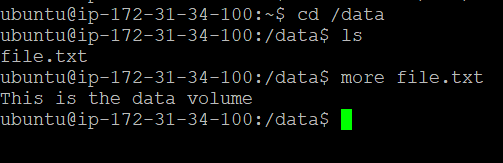 ubuntu@ip-172-31-34-100:~$ cd /data
ubuntu@ip-172-31-34-100:/data$ ls
file.txt
ubuntu@ip-172-31-34-100:/data$ more file.txt
This is the data volume
ubuntu@ip-172-31-34-100:/data$